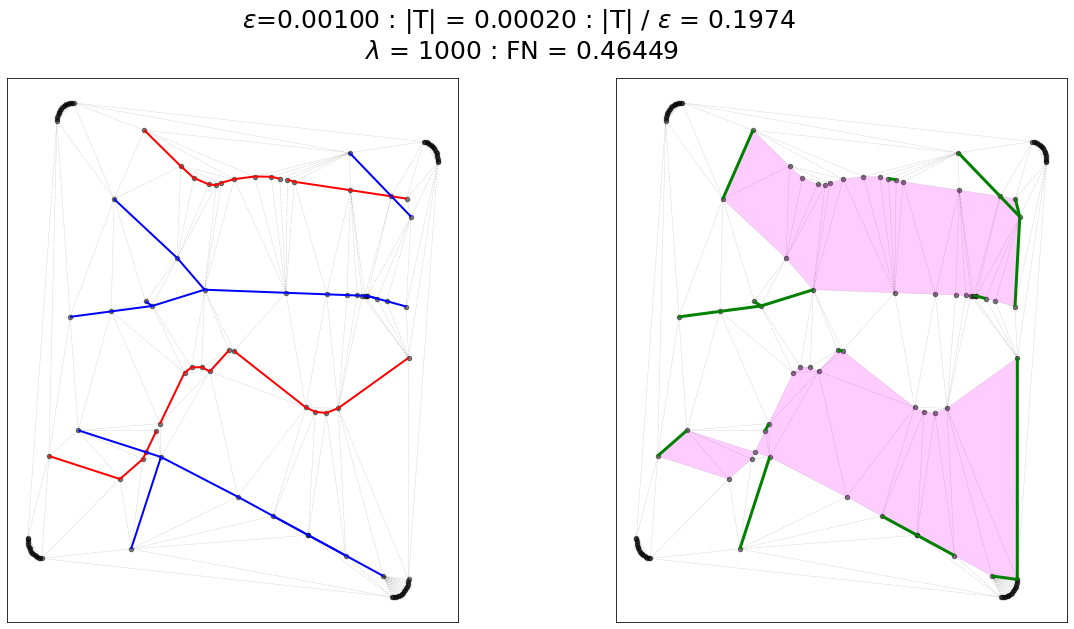 ε=0.00100 : |T| = 0.00020 : |T| / ε = 0.1974
λ = 1000 : FN = 0.46449